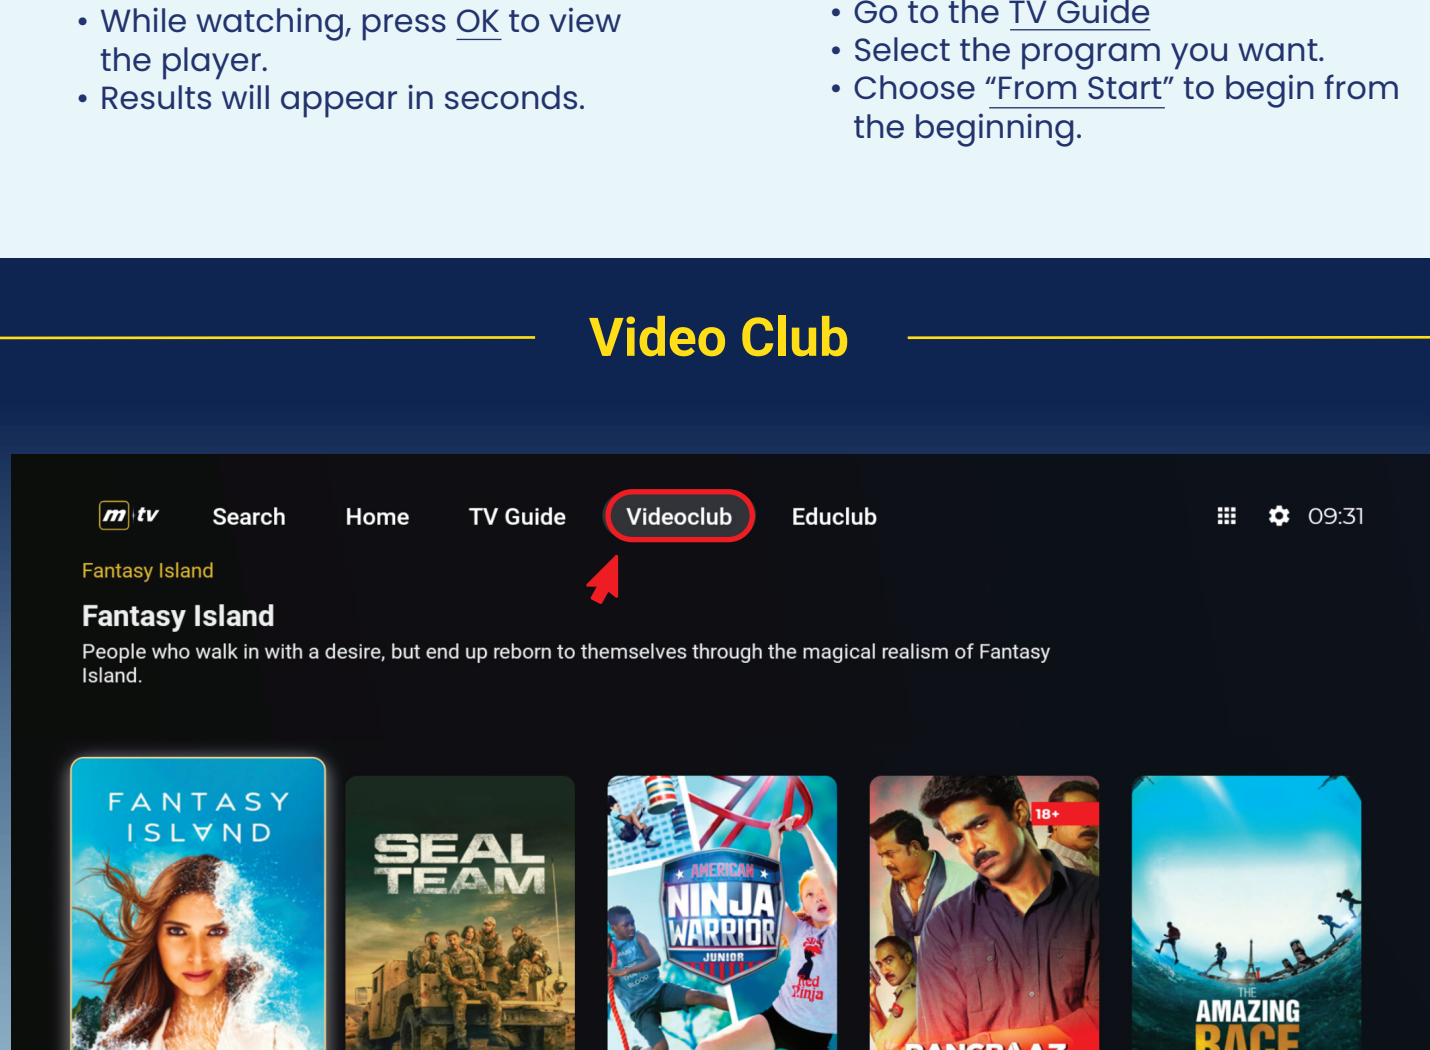 • While watching, press OK to view
the player.
• Results will appear in seconds.
• Go to the TV Guide
• Select the program you want.
• Choose “From Start” to begin from
the beginning.
Video Club
m tv Search Home TV Guide Videoclub Educlub 09:31
Fantasy Island
Fantasy Island
People who walk in with a desire, but end up reborn to themselves through the magical realism of Fantasy
Island.
FANTASY
ISLAND
SEAL
TEAM
AMERICAN
NINJA
WARRIOR
JUNIOR
Red
Ninja
18+
RANGBAAZ
THE
AMAZING
RACE